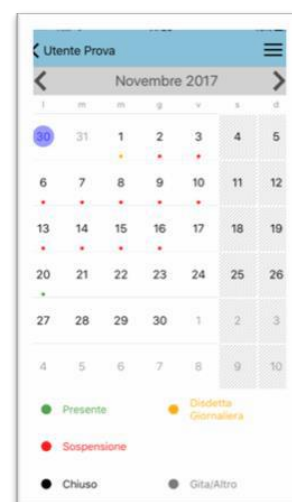 Utente Prova
Novembre 2017
l m m g v s d
30 31 1 2 3 4 5
6 7 8 9 10 11 12
13 14 15 16 17 18 19
20 21 22 23 24 25 26
27 28 29 30 1 2 3
4 5 6 7 8 9 10
Presente
Disdetta
Giornaliera
Sospensione
Chiuso
Gita/Altro